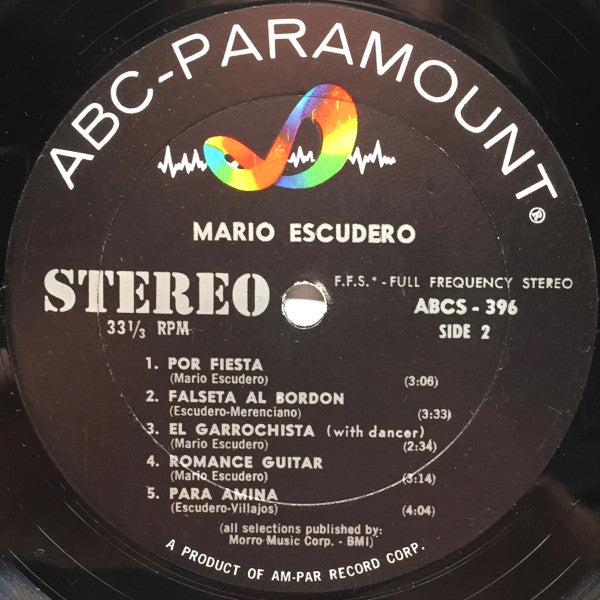 ABC-PARAMOUNT®
MARIO ESCUDERO
STEREO
33 1/3 RPM
F.F.S.* - FULL FREQUENCY STEREO
ABCS - 396
SIDE 2
1. POR FIESTA
(Mario Escudero) (3:06)
2. FALSETA AL BORDON
(Escudero-Merenciano) (3:33)
3. EL GARROCHISTA (with dancer)
(Mario Escudero) (2:34)
4. ROMANCE GUITAR
(Mario Escudero) (3:14)
5. PARA AMINA
(Escudero-Villajos) (4:04)
(all selections published by:
Morro Music Corp. - BMI)
A PRODUCT OF AM-PAR RECORD CORP.